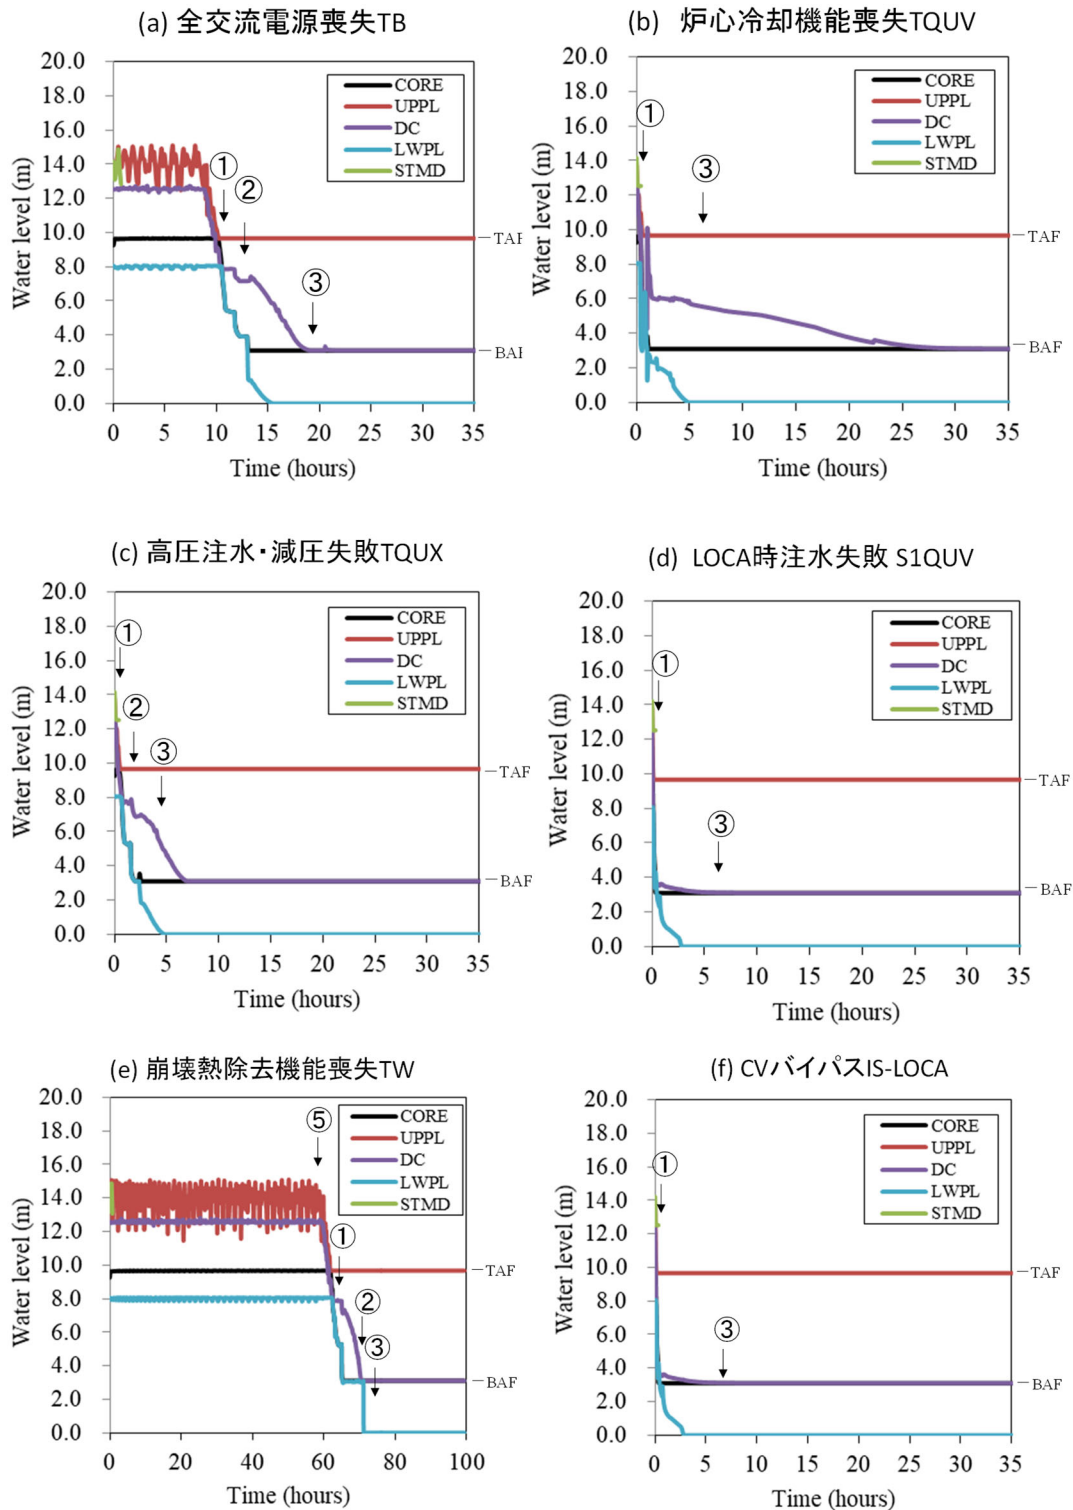 (a) 全交流電源喪失TB
20.0
18.0
16.0
14.0
12.0
10.0
8.0
6.0
4.0
2.0
0.0
Water level (m)
CORE
UPPL
DC
LWPL
STMD
①
②
③
TAF
BAF
0 5 10 15 20 25 30 35
Time (hours)
(b) 炉心冷却機能喪失TQUV
20.0
18.0
16.0
14.0
12.0
10.0
8.0
6.0
4.0
2.0
0.0
Water level (m)
CORE
UPPL
DC
LWPL
STMD
①
③
TAF
BAF
0 5 10 15 20 25 30 35
Time (hours)
(c) 高圧注水・減圧失敗TQUX
20.0
18.0
16.0
14.0
12.0
10.0
8.0
6.0
4.0
2.0
0.0
Water level (m)
CORE
UPPL
DC
LWPL
STMD
①
②
③
TAF
BAF
0 5 10 15 20 25 30 35
Time (hours)
(d) LOCA時注水失敗 S1QUV
20.0
18.0
16.0
14.0
12.0
10.0
8.0
6.0
4.0
2.0
0.0
Water level (m)
CORE
UPPL
DC
LWPL
STMD
①
③
TAF
BAF
0 5 10 15 20 25 30 35
Time (hours)
(e) 崩壊熱除去機能喪失TW
20.0
18.0
16.0
14.0
12.0
10.0
8.0
6.0
4.0
2.0
0.0
Water level (m)
CORE
UPPL
DC
LWPL
STMD
⑤
①
②
③
TAF
BAF
0 20 40 60 80 100
Time (hours)
(f) CVバイパスIS-LOCA
20.0
18.0
16.0
14.0
12.0
10.0
8.0
6.0
4.0
2.0
0.0
Water level (m)
CORE
UPPL
DC
LWPL
STMD
①
③
TAF
BAF
0 5 10 15 20 25 30 35
Time (hours)